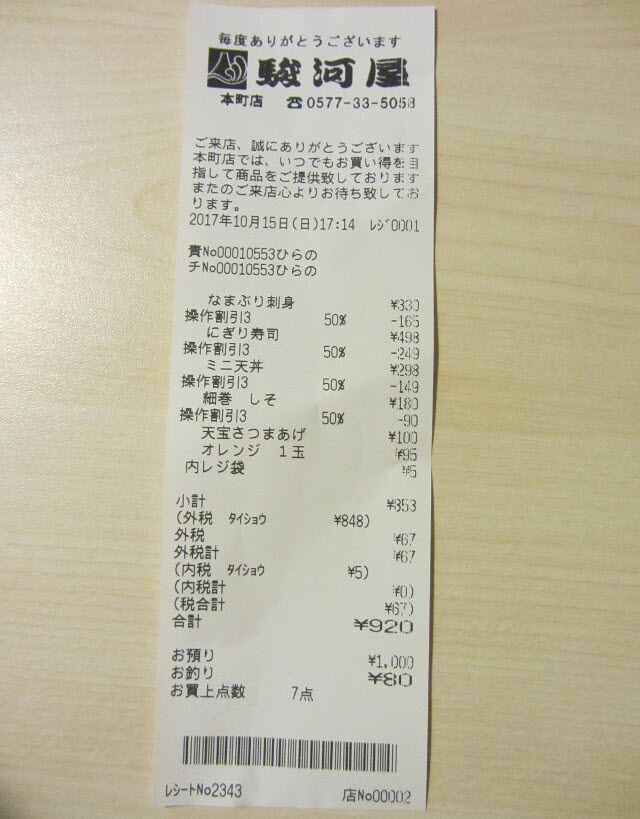 毎度ありがとうございます
駿河屋
本町店 ☎0577-33-5058
ご来店、誠にありがとうございます
本町店では、いつでもお買い得を目
指して商品をご提供致しております
またのご来店心よりお待ち致してお
ります。
2017年10月15日(日)17:14 ﾚｼﾞ0001
責No00010553ひらの
チNo00010553ひらの
なまぶり刺身 ¥330
操作割引3 50% -165
にぎり寿司 ¥498
操作割引3 50% -249
ミニ天丼 ¥298
操作割引3 50% -149
細巻 しそ ¥180
操作割引3 50% -90
天宝さつまあげ ¥100
オレンジ 1玉 ¥95
内レジ袋 ¥5
小計 ¥853
(外税 ﾀｲｼｮｳ ¥848)
外税 ¥67
外税計 ¥67
(内税 ﾀｲｼｮｳ ¥5)
(内税計 ¥0)
(税合計 ¥67)
合計 ¥920
お預り ¥1,000
お釣り ¥80
お買上点数 7点
ﾚｼｰﾄNo2343 店No00002